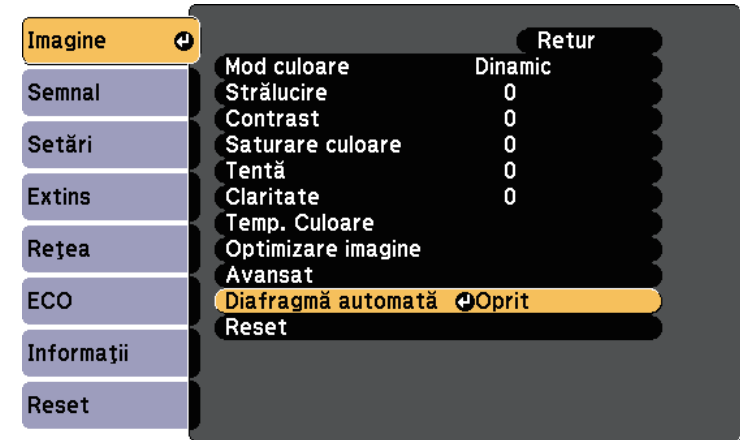 Imagine
Semnal
Setări
Extins
Reţea
ECO
Informaţii
Reset
Retur
Mod culoare Dinamic
Strălucire 0
Contrast 0
Saturare culoare 0
Tentă 0
Claritate 0
Temp. Culoare
Optimizare imagine
Avansat
Diafragmă automată Oprit
Reset